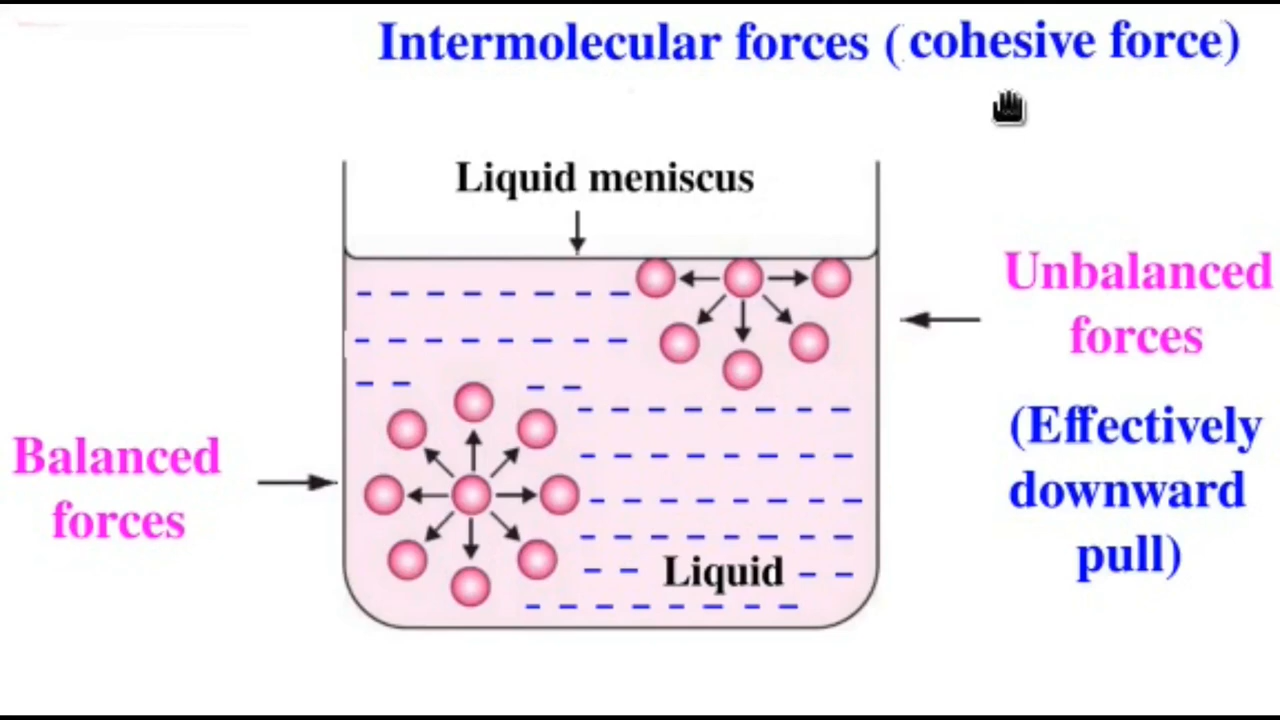 Intermolecular forces (cohesive force)
Liquid meniscus
Unbalanced
forces
(Effectively
downward
pull)
Balanced
forces
Liquid